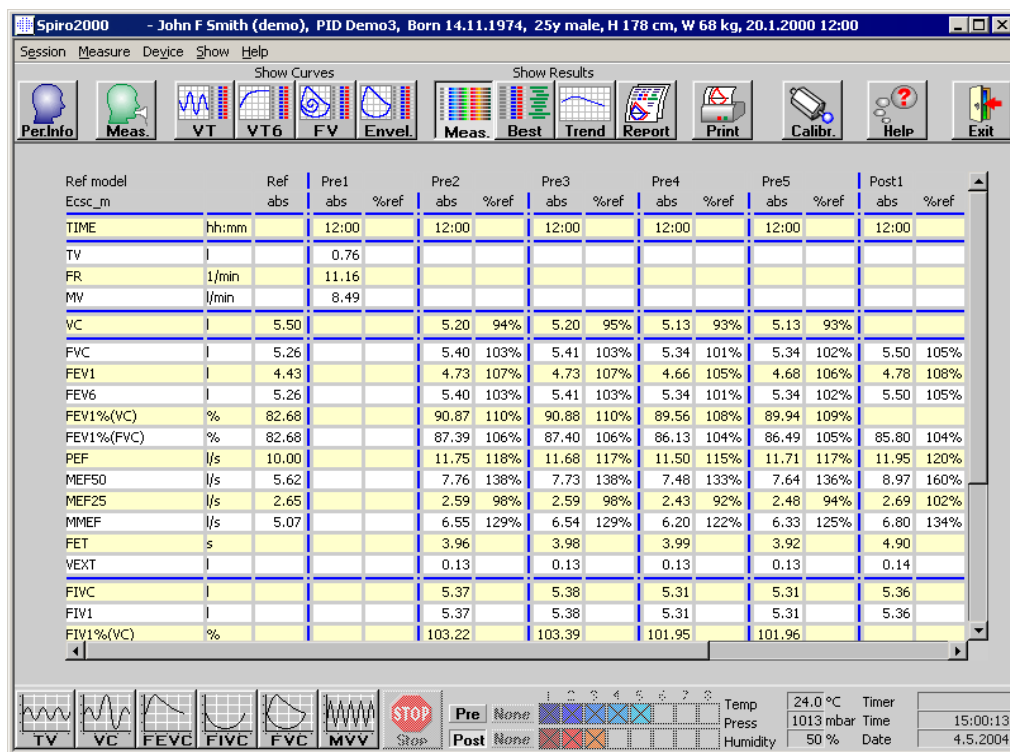 Spiro2000 - John F Smith (demo), PID Demo3, Born 14.11.1974, 25y male, H 178 cm, W 68 kg, 20.1.2000 12:00
Session Measure Device Show Help
Show Curves Show Results
Per.Info Meas. VT VT6 FV Envel. Meas. Best Trend Report Print Calibr. Help Exit
Ref model Ref Pre1 Pre2 Pre3 Pre4 Pre5 Post1
Ecsc_m abs abs %ref abs %ref abs %ref abs %ref abs %ref abs %ref
TIME hh:mm 12:00 12:00 12:00 12:00 12:00 12:00
TV l 0.76
FR 1/min 11.16
MV l/min 8.49
VC l 5.50 5.20 94% 5.20 95% 5.13 93% 5.13 93%
FVC l 5.26 5.40 103% 5.41 103% 5.34 101% 5.34 102% 5.50 105%
FEV1 l 4.43 4.73 107% 4.73 107% 4.66 105% 4.68 106% 4.78 108%
FEV6 l 5.26 5.40 103% 5.41 103% 5.34 101% 5.34 102% 5.50 105%
FEV1%(VC) % 82.68 90.87 110% 90.88 110% 89.56 108% 89.94 109%
FEV1%(FVC) % 82.68 87.39 106% 87.40 106% 86.13 104% 86.49 105% 85.80 104%
PEF l/s 10.00 11.75 118% 11.68 117% 11.50 115% 11.71 117% 11.95 120%
MEF50 l/s 5.62 7.76 138% 7.73 138% 7.48 133% 7.64 136% 8.97 160%
MEF25 l/s 2.65 2.59 98% 2.59 98% 2.43 92% 2.48 94% 2.69 102%
MMEF l/s 5.07 6.55 129% 6.54 129% 6.20 122% 6.33 125% 6.80 134%
FET s 3.96 3.98 3.99 3.92 4.90
VEXT l 0.13 0.13 0.13 0.13 0.14
FIVC l 5.37 5.38 5.31 5.31 5.36
FIV1 l 5.37 5.38 5.31 5.31 5.36
FIV1%(VC) % 103.22 103.39 101.95 101.96
1 2 3 4 5 6 7 8
Temp 24.0 °C Timer
STOP Pre None Press 1013 mbar Time 15:00:13
TV VC FEVC FIVC FVC MVV Stop Post None Humidity 50 % Date 4.5.2004